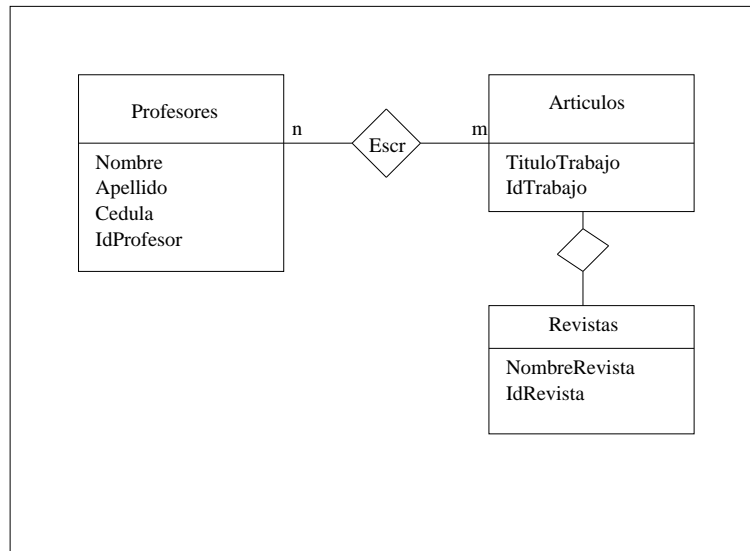 Profesores
Nombre
Apellido
Cedula
IdProfesor
n
Escr
m
Articulos
TituloTrabajo
IdTrabajo
Revistas
NombreRevista
IdRevista